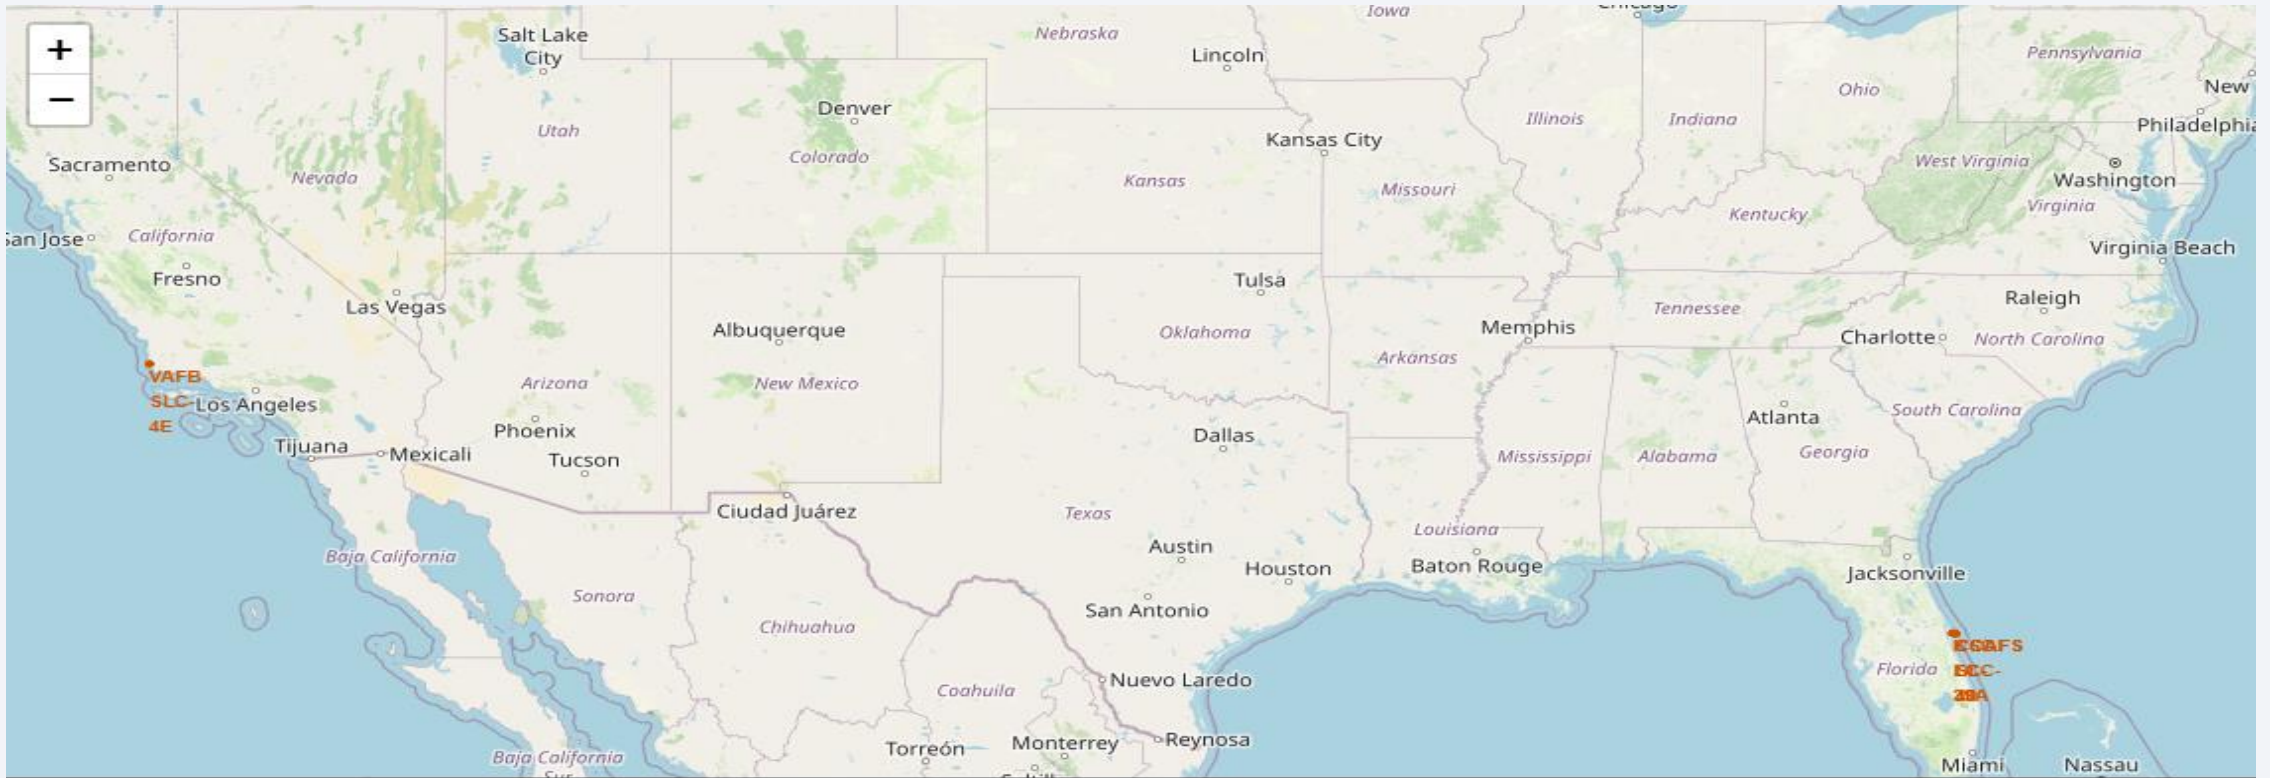 +
−
Salt Lake
City
Nebraska
Iowa
Lincoln
Pennsylvania
New
Ohio
Denver
Utah
Colorado
Kansas City
Illinois
Indiana
Philadelphia
Sacramento
Nevada
Kansas
Missouri
West Virginia
Washington
Kentucky
Virginia
San Jose
California
Virginia Beach
Fresno
Las Vegas
Tulsa
Raleigh
Albuquerque
Oklahoma
Memphis
Tennessee
Charlotte
North Carolina
Arkansas
VAFB
SLC-
4E
Los Angeles
Arizona
New Mexico
Atlanta
South Carolina
Phoenix
Dallas
Tijuana
Mexicali
Tucson
Mississippi
Alabama
Georgia
Ciudad Juárez
Texas
Louisiana
Baja California
Austin
Houston
Baton Rouge
Jacksonville
Sonora
San Antonio
Chihuahua
CCAFS
Florida
Coahuila
Nuevo Laredo
Torreón
Monterrey
Reynosa
Baja California
Sur
Miami
Nassau